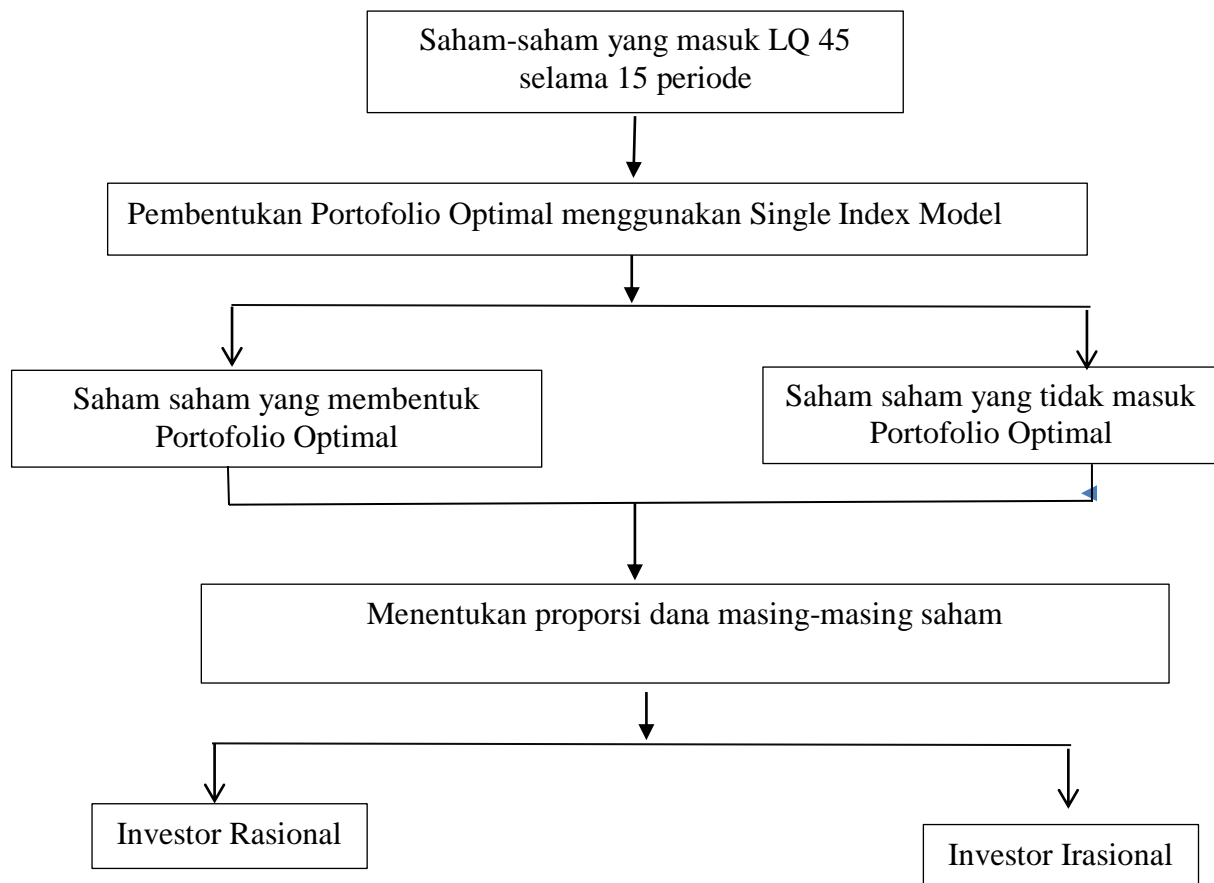 Saham-saham yang masuk LQ 45
selama 15 periode
Pembentukan Portofolio Optimal menggunakan Single Index Model
Saham saham yang membentuk
Portofolio Optimal
Saham saham yang tidak masuk
Portofolio Optimal
Menentukan proporsi dana masing-masing saham
Investor Rasional
Investor Irasional